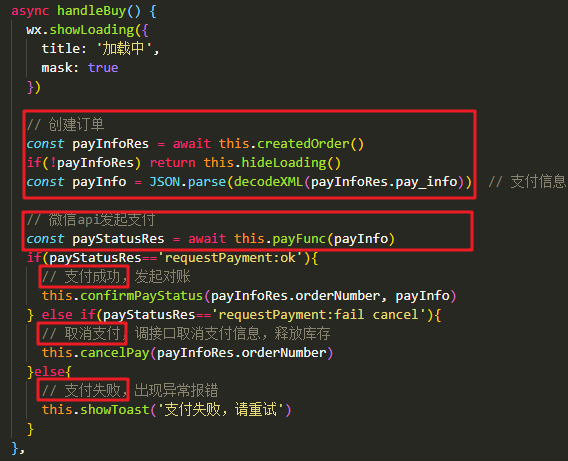 async handleBuy() {
wx.showLoading({
title: '加载中',
mask: true
})
// 创建订单
const payInfoRes = await this.createdOrder()
if(!payInfoRes) return this.hideLoading()
const payInfo = JSON.parse(decodeXML(payInfoRes.pay_info)) // 支付信息
// 微信api发起支付
const payStatusRes = await this.payFunc(payInfo)
if(payStatusRes=='requestPayment:ok'){
// 支付成功，发起对账
this.confirmPayStatus(payInfoRes.orderNumber, payInfo)
} else if(payStatusRes=='requestPayment:fail cancel'){
// 取消支付，调接口取消支付信息，释放库存
this.cancelPay(payInfoRes.orderNumber)
}else{
// 支付失败，出现异常报错
this.showToast('支付失败，请重试')
}
},